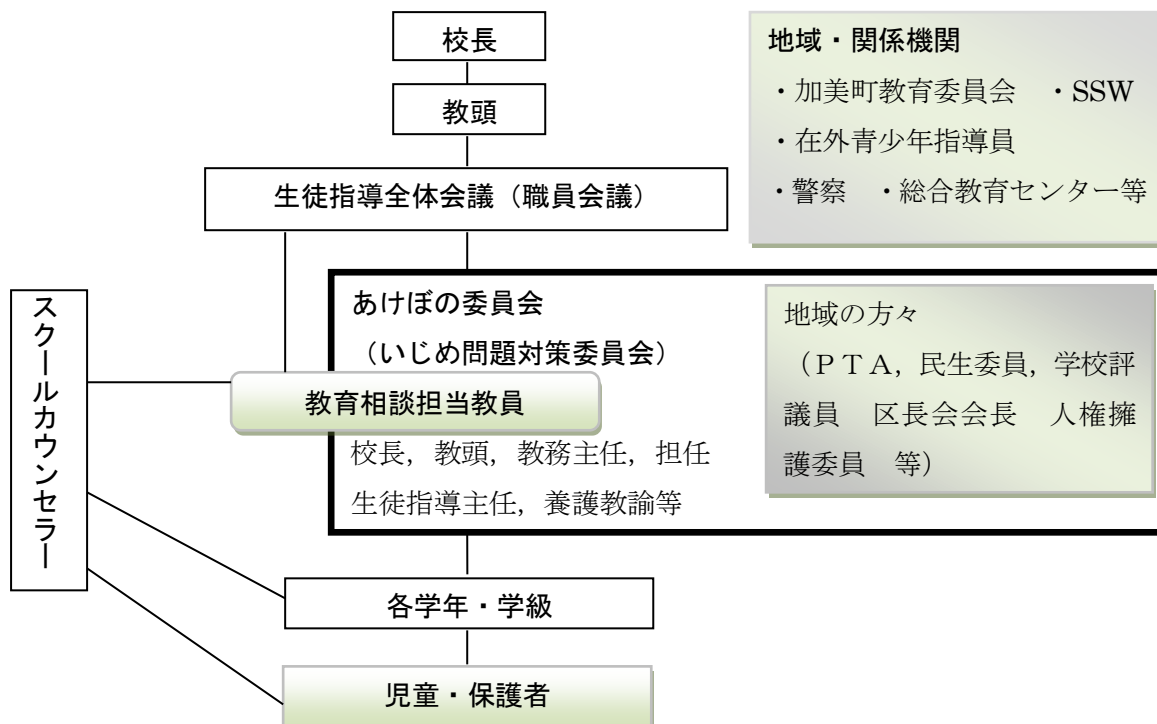 校長
教頭
生徒指導全体会議（職員会議）
地域・関係機関
・加美町教育委員会　・SSW
・在外青少年指導員
・警察　・総合教育センター等
スクールカウンセラー
あけぼの委員会
（いじめ問題対策委員会）
教育相談担当教員
校長，教頭，教務主任，担任
生徒指導主任，養護教諭等
地域の方々
（ＰＴＡ，民生委員，学校評
議員　区長会会長　人権擁
護委員　等）
各学年・学級
児童・保護者